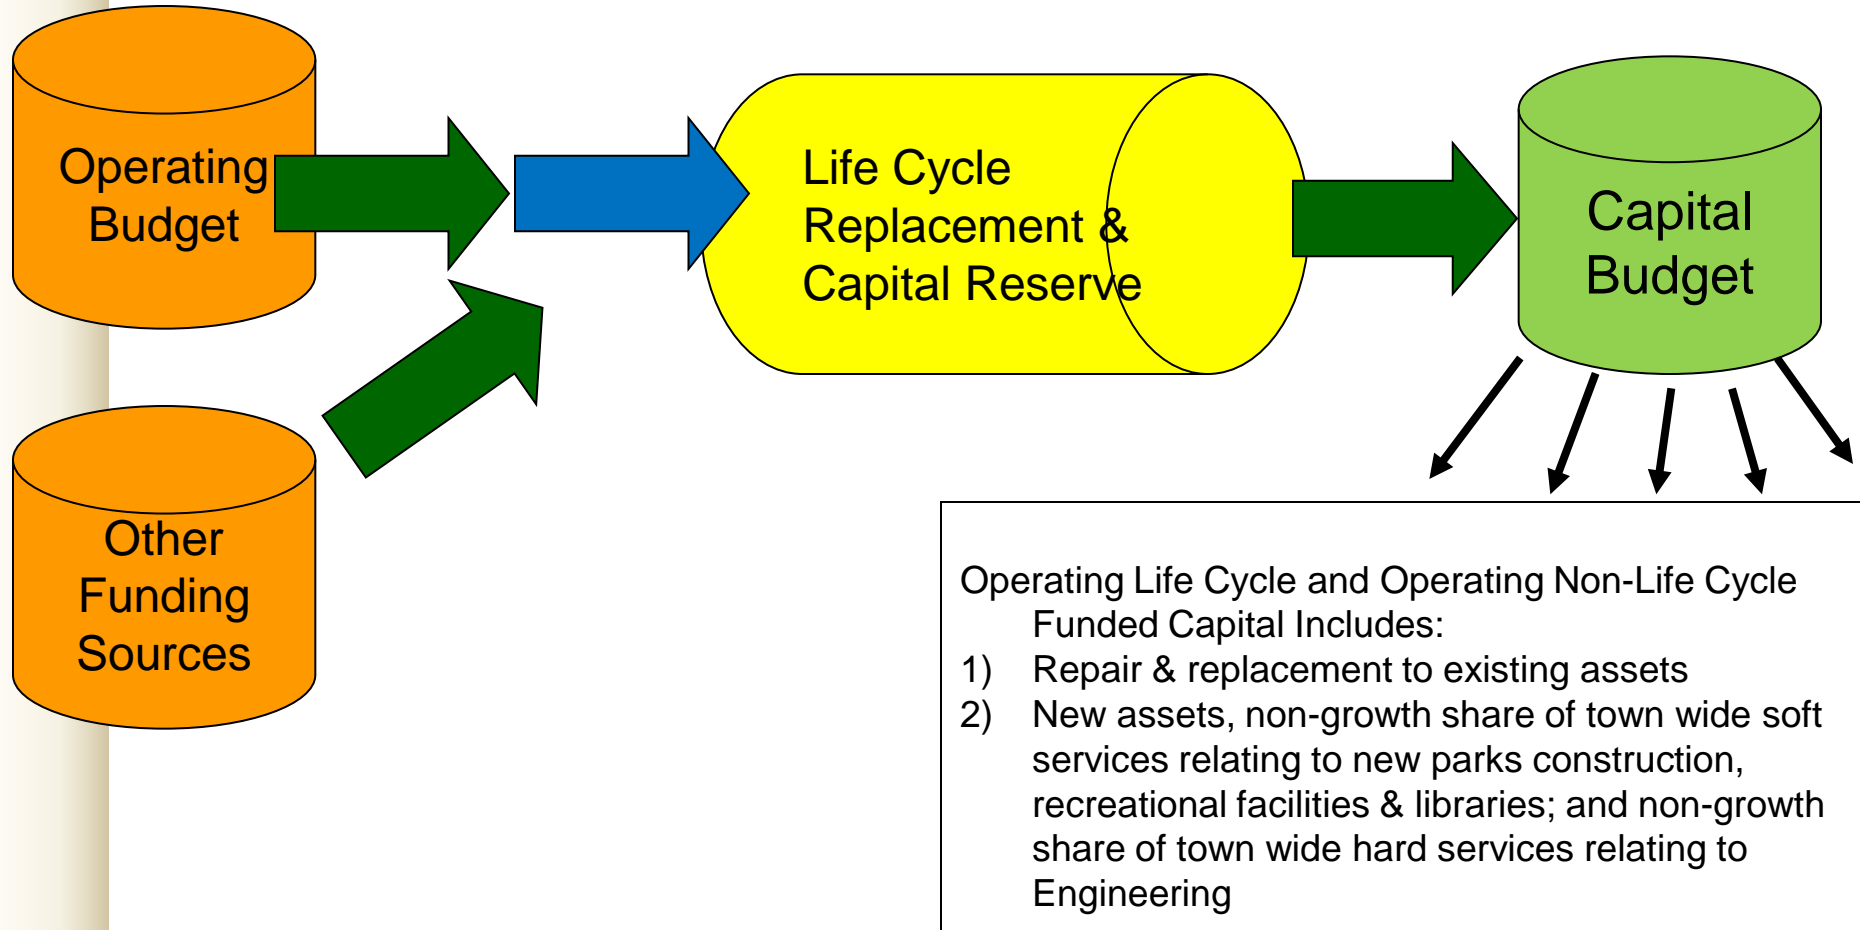 Operating
Budget
Life Cycle
Replacement &
Capital Reserve
Capital
Budget
Other
Funding
Sources
Operating Life Cycle and Operating Non-Life Cycle
Funded Capital Includes:
1) Repair & replacement to existing assets
2) New assets, non-growth share of town wide soft
services relating to new parks construction,
recreational facilities & libraries; and non-growth
share of town wide hard services relating to
Engineering